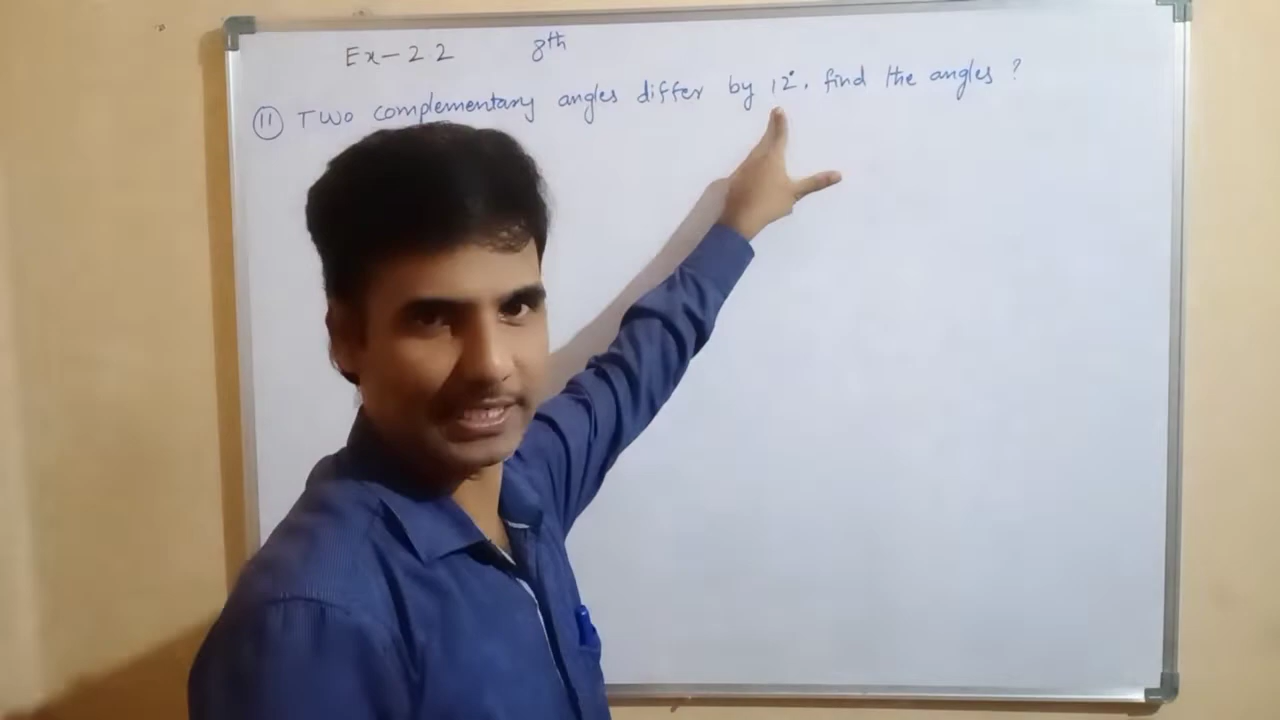 Ex-2.2 8th
11 Two complementary angles differ by 12°. find the angles ?